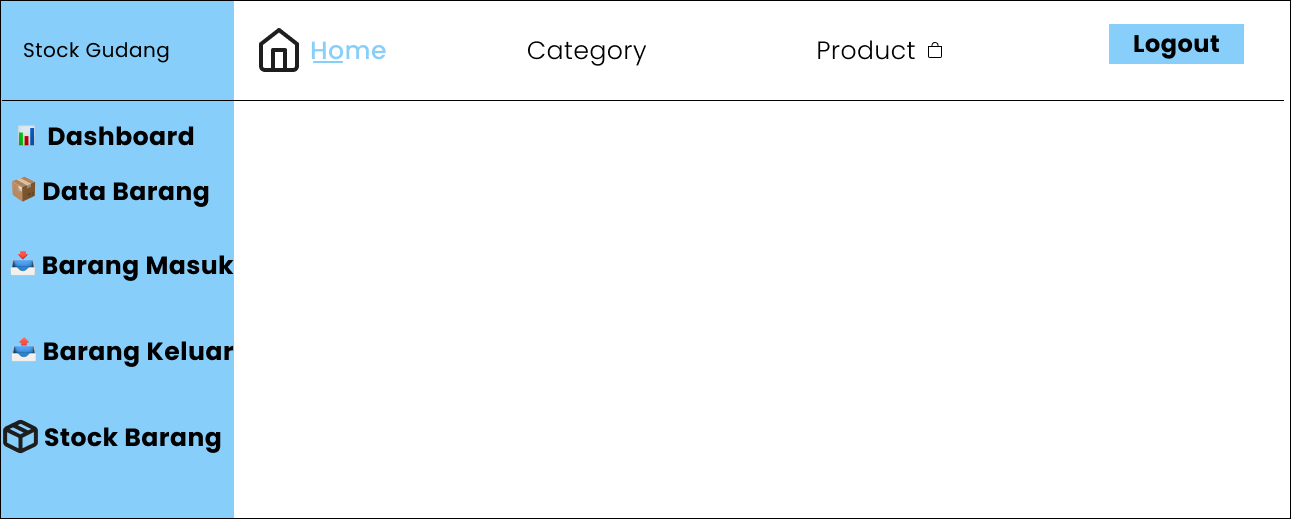 Stock Gudang
Home
Category
Product
Logout
Dashboard
Data Barang
Barang Masuk
Barang Keluar
Stock Barang